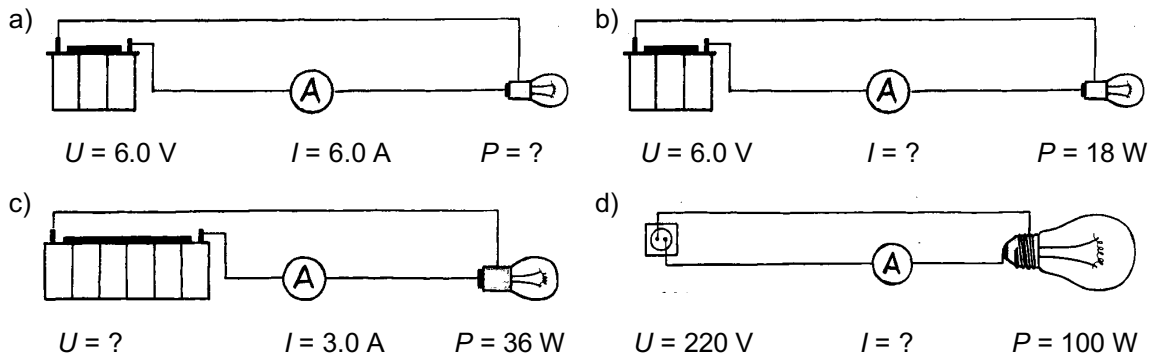 a)
b)
A
A
U = 6.0 V I = 6.0 A P = ?
U = 6.0 V I = ? P = 18 W
c)
d)
A
A
U = ? I = 3.0 A P = 36 W
U = 220 V I = ? P = 100 W